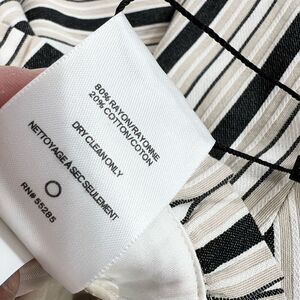 80% RAYON/RAYONNE
20% COTTON/COTON
DRY CLEAN ONLY
NETTOYAGE A SEC SEULEMENT
RN# 55285